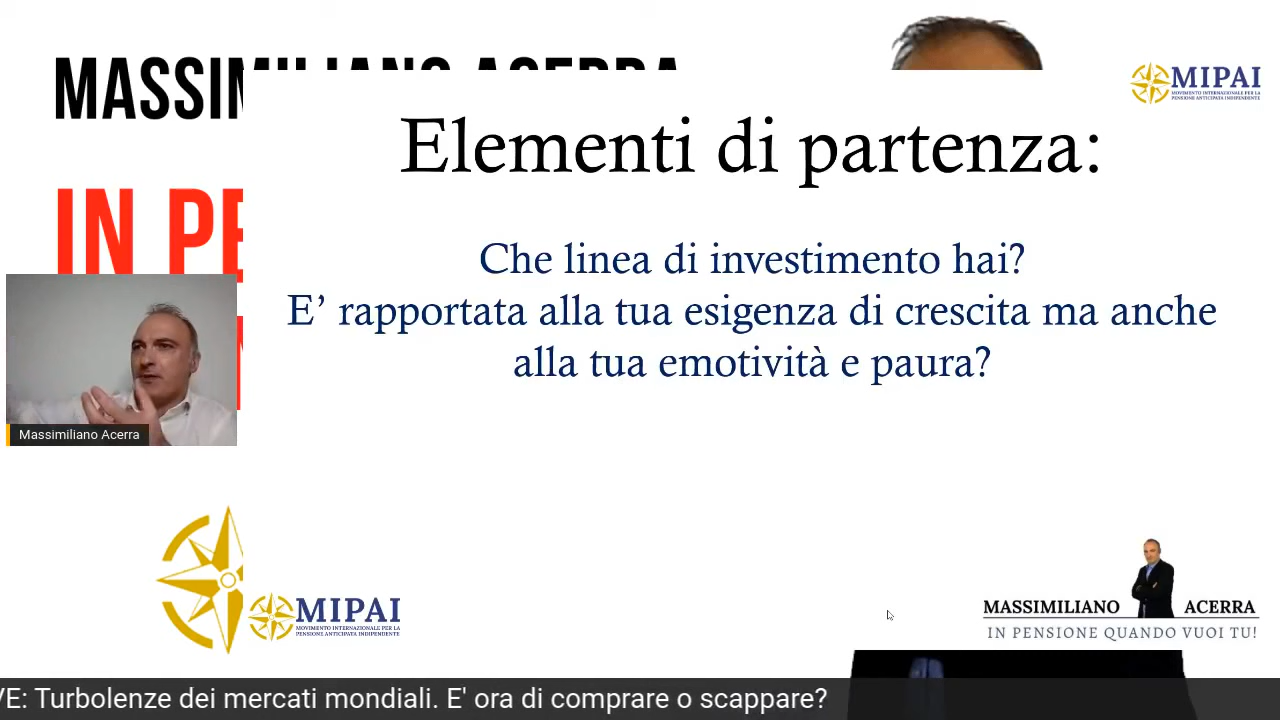 MASSIM
MIPAI
MOVIMENTO INTERNAZIONALE PER LA
PENSIONE ANTICIPATA INDIPENDENTE
Elementi di partenza:
IN PE
Che linea di investimento hai?
E’ rapportata alla tua esigenza di crescita ma anche
alla tua emotività e paura?
Massimiliano Acerra
MIPAI
MOVIMENTO INTERNAZIONALE PER LA
PENSIONE ANTICIPATA INDIPENDENTE
MASSIMILIANO ACERRA
IN PENSIONE QUANDO VUOI TU!
VE: Turbolenze dei mercati mondiali. E' ora di comprare o scappare?